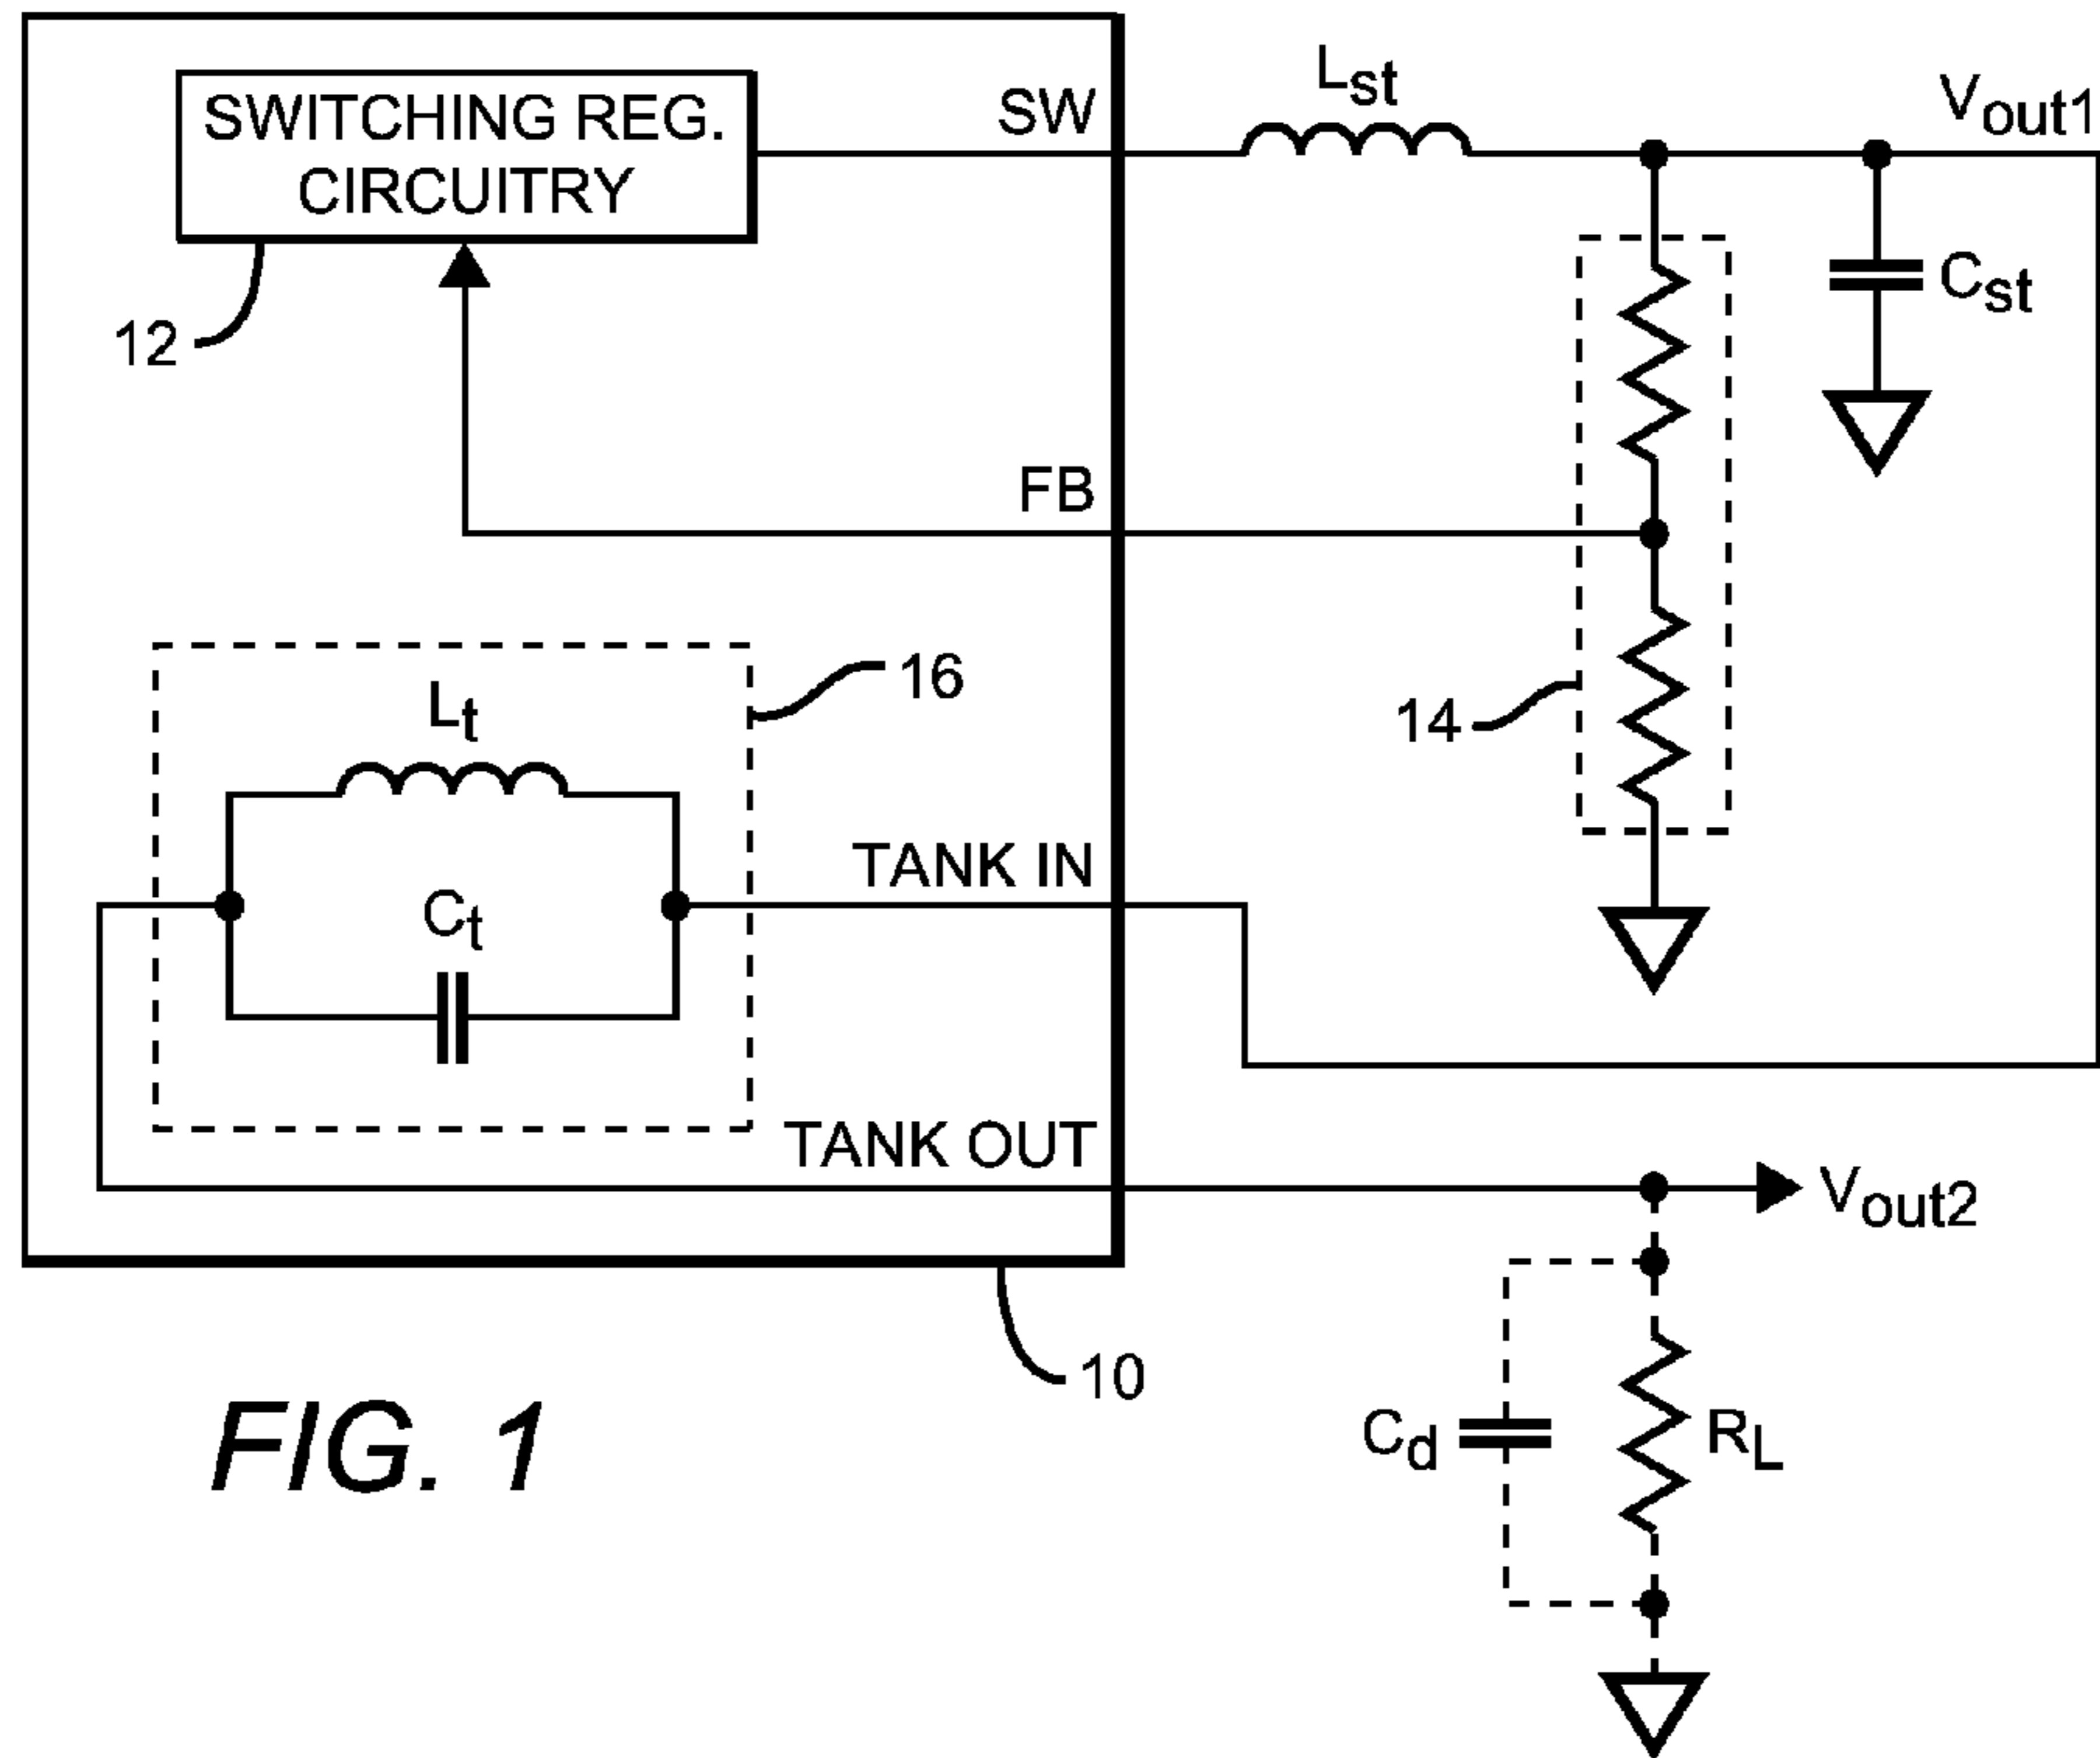 SWITCHING REG.
CIRCUITRY
SW
Lst
Vout1
12
Cst
FB
16
Lt
14
TANK IN
Ct
TANK OUT
Vout2
10
FIG. 1
Cd
RL